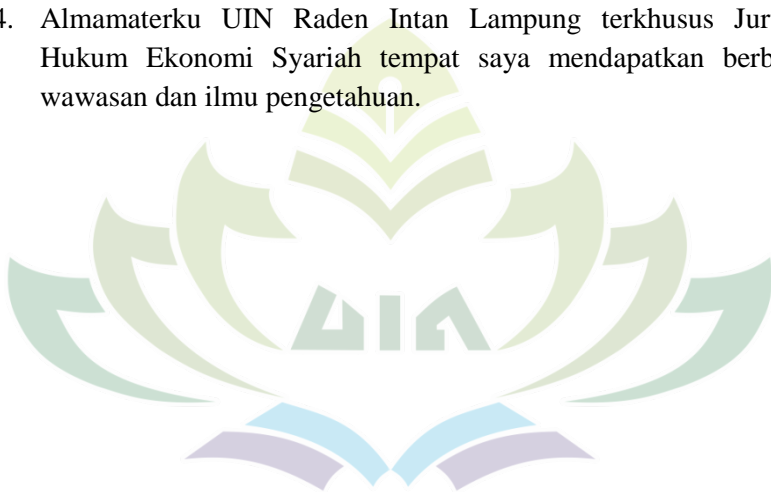 4. Almamaterku UIN Raden Intan Lampung terkhusus Jur
Hukum Ekonomi Syariah tempat saya mendapatkan berb
wawasan dan ilmu pengetahuan.
UIN